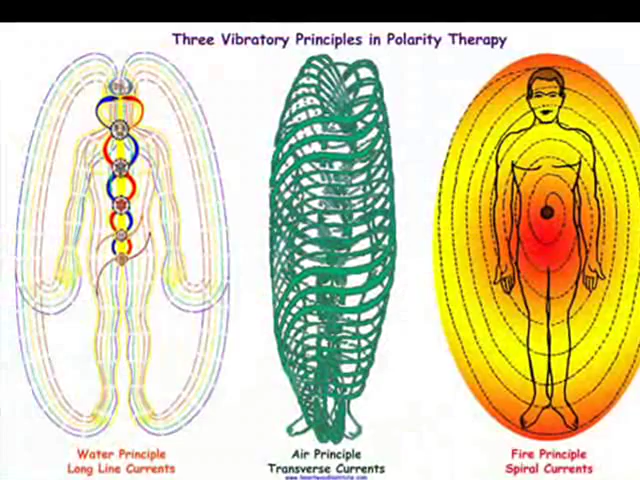 Three Vibratory Principles in Polarity Therapy
Water Principle
Long Line Currents
Air Principle
Transverse Currents
Fire Principle
Spiral Currents